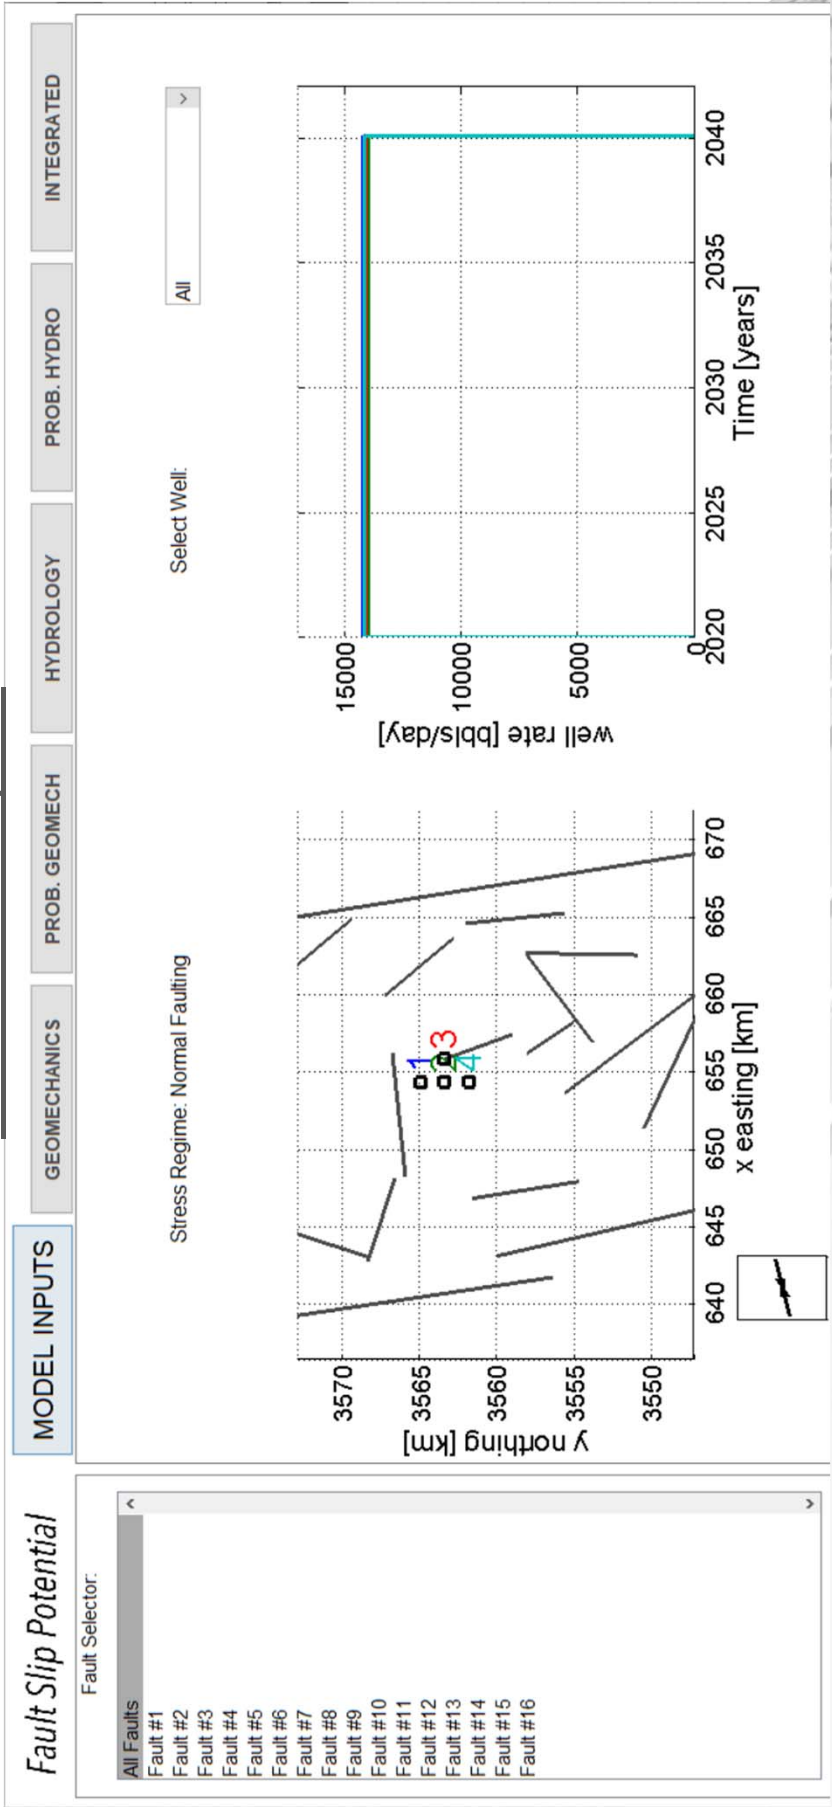 Fault Slip Potential
MODEL INPUTS
GEOMECHANICS
PROB. GEOMECH
HYDROLOGY
PROB. HYDRO
INTEGRATED
Fault Selector:
All Faults
Fault #1
Fault #2
Fault #3
Fault #4
Fault #5
Fault #6
Fault #7
Fault #8
Fault #9
Fault #10
Fault #11
Fault #12
Fault #13
Fault #14
Fault #15
Fault #16
Stress Regime: Normal Faulting
y northing [km]
3570
3565
3560
3555
3550
1
2
3
4
640
645
650
655
660
665
670
x easting [km]
Select Well:
All
well rate [bbls/day]
15000
10000
5000
0
2020
2025
2030
2035
2040
Time [years]